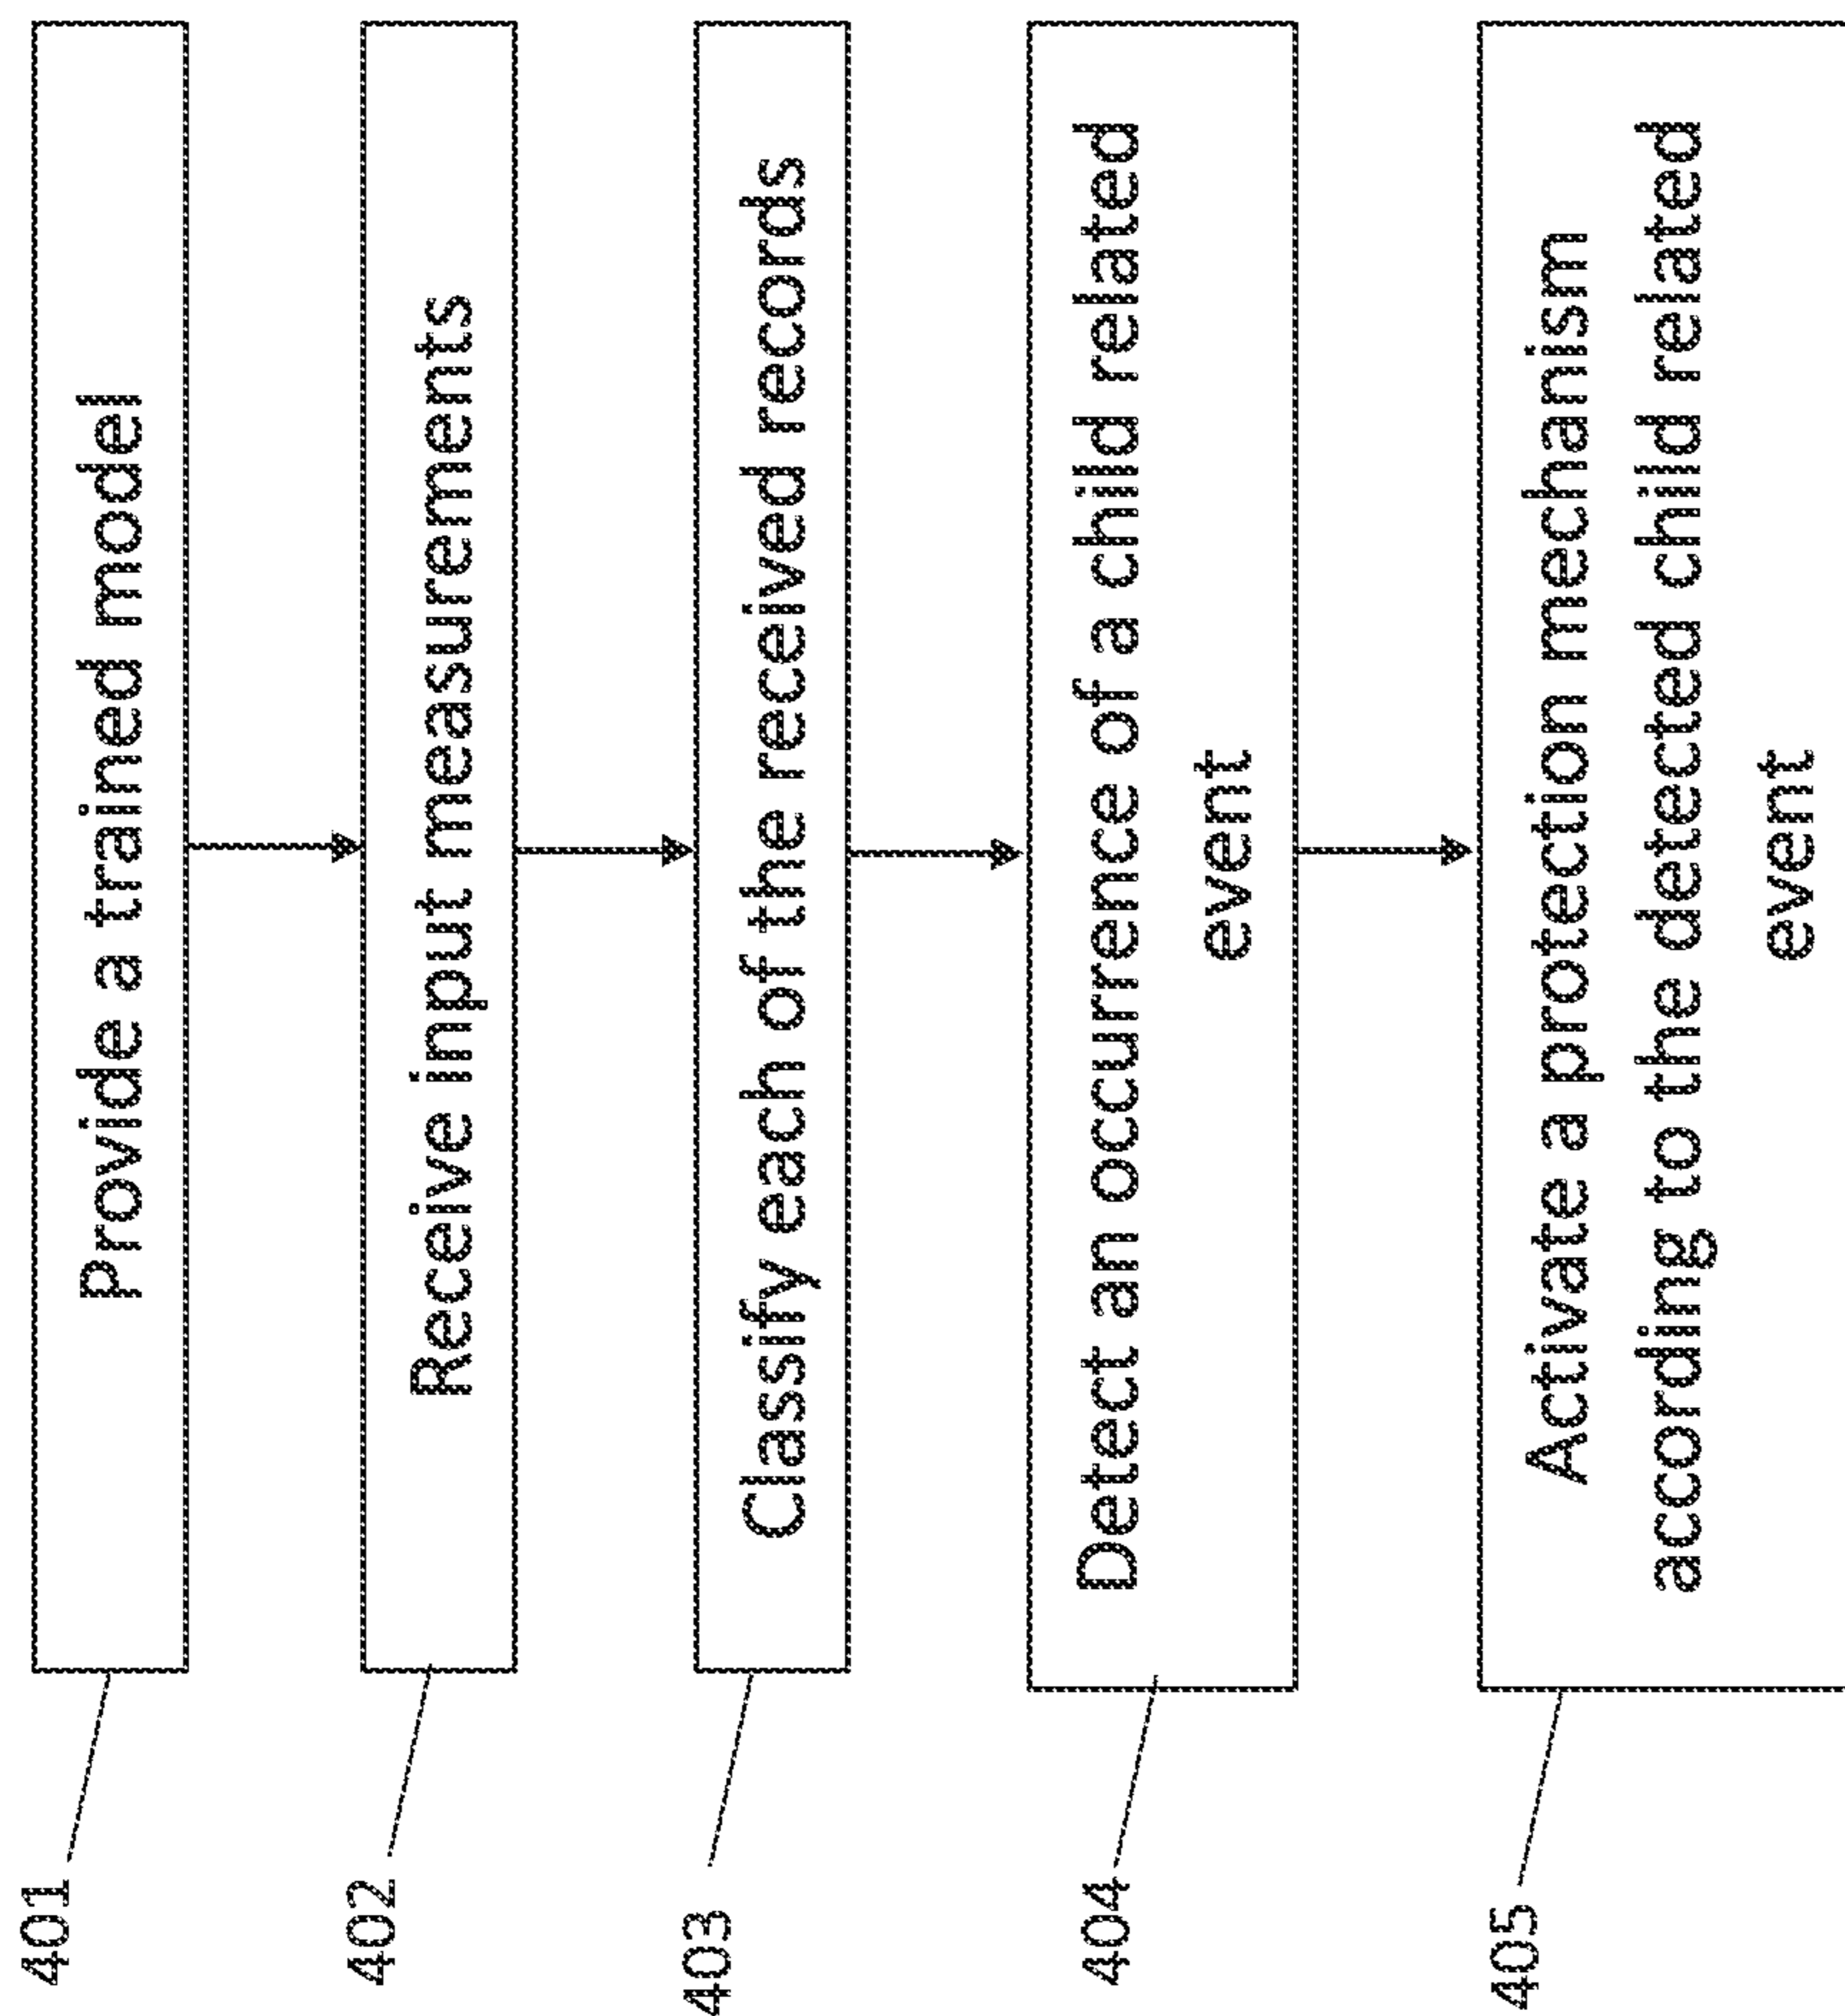 401
Provide a trained model
402
Receive input measurements
403
Classify each of the received records
404
Detect an occurrence of a child related
event
405
Activate a protection mechanism
according to the detected child related
event